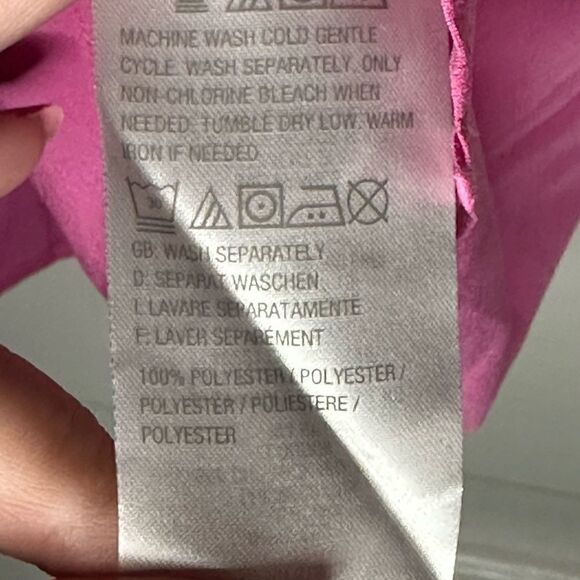 MACHINE WASH COLD GENTLE
CYCLE. WASH SEPARATELY. ONLY
NON-CHLORINE BLEACH WHEN
NEEDED. TUMBLE DRY LOW. WARM
IRON IF NEEDED
30
GB: WASH SEPARATELY
D: SEPARAT WASCHEN
I: LAVARE SEPARATAMENTE
F: LAVER SEPARÉMENT
100% POLYESTER / POLYESTER /
POLYESTER / POLIESTERE /
POLYESTER